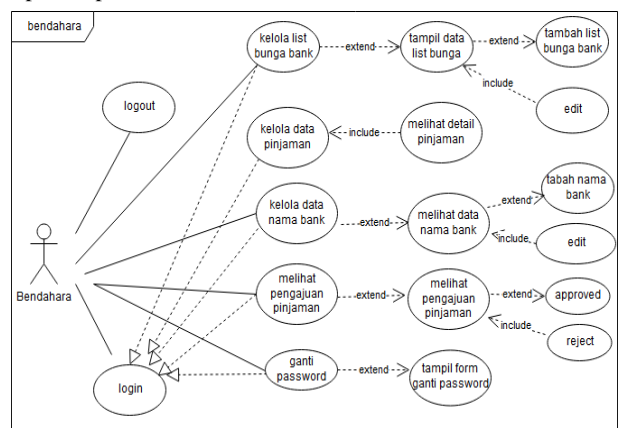 bendahara
kelola list
bunga bank
extend
tampil data
list bunga
extend
tambah list
bunga bank
include
edit
logout
kelola data
pinjaman
include
melihat detail
pinjaman
kelola data
nama bank
extend
melihat data
nama bank
extend
tabah nama
bank
include
edit
Bendahara
melihat
pengajuan
pinjaman
extend
melihat
pengajuan
pinjaman
extend
approved
include
reject
login
ganti
password
extend
tampil form
ganti password